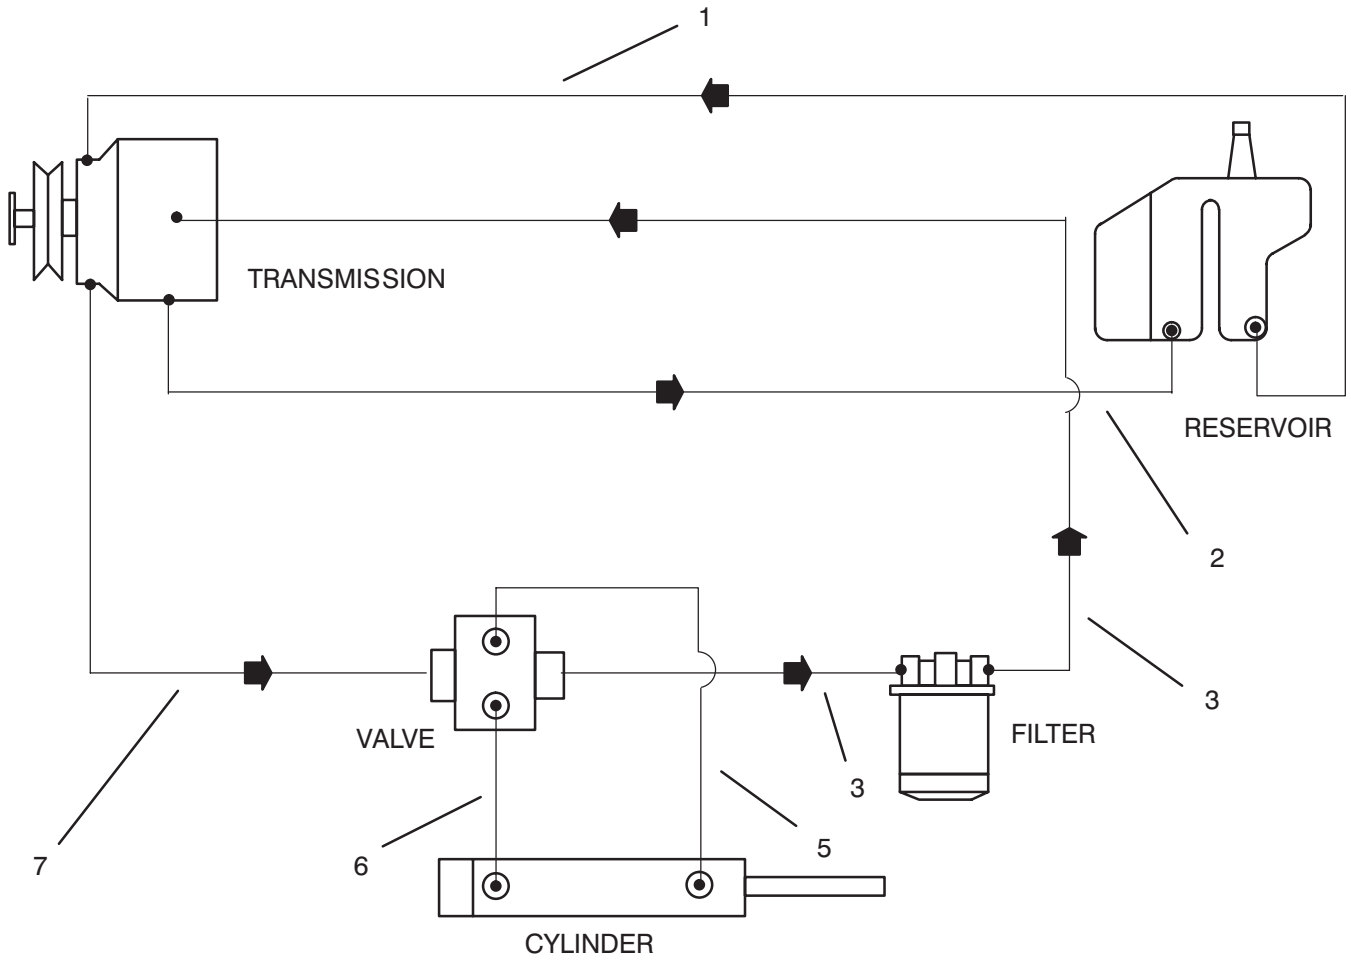 1
TRANSMISSION
RESERVOIR
2
3
FILTER
VALVE
3
5
7
6
CYLINDER